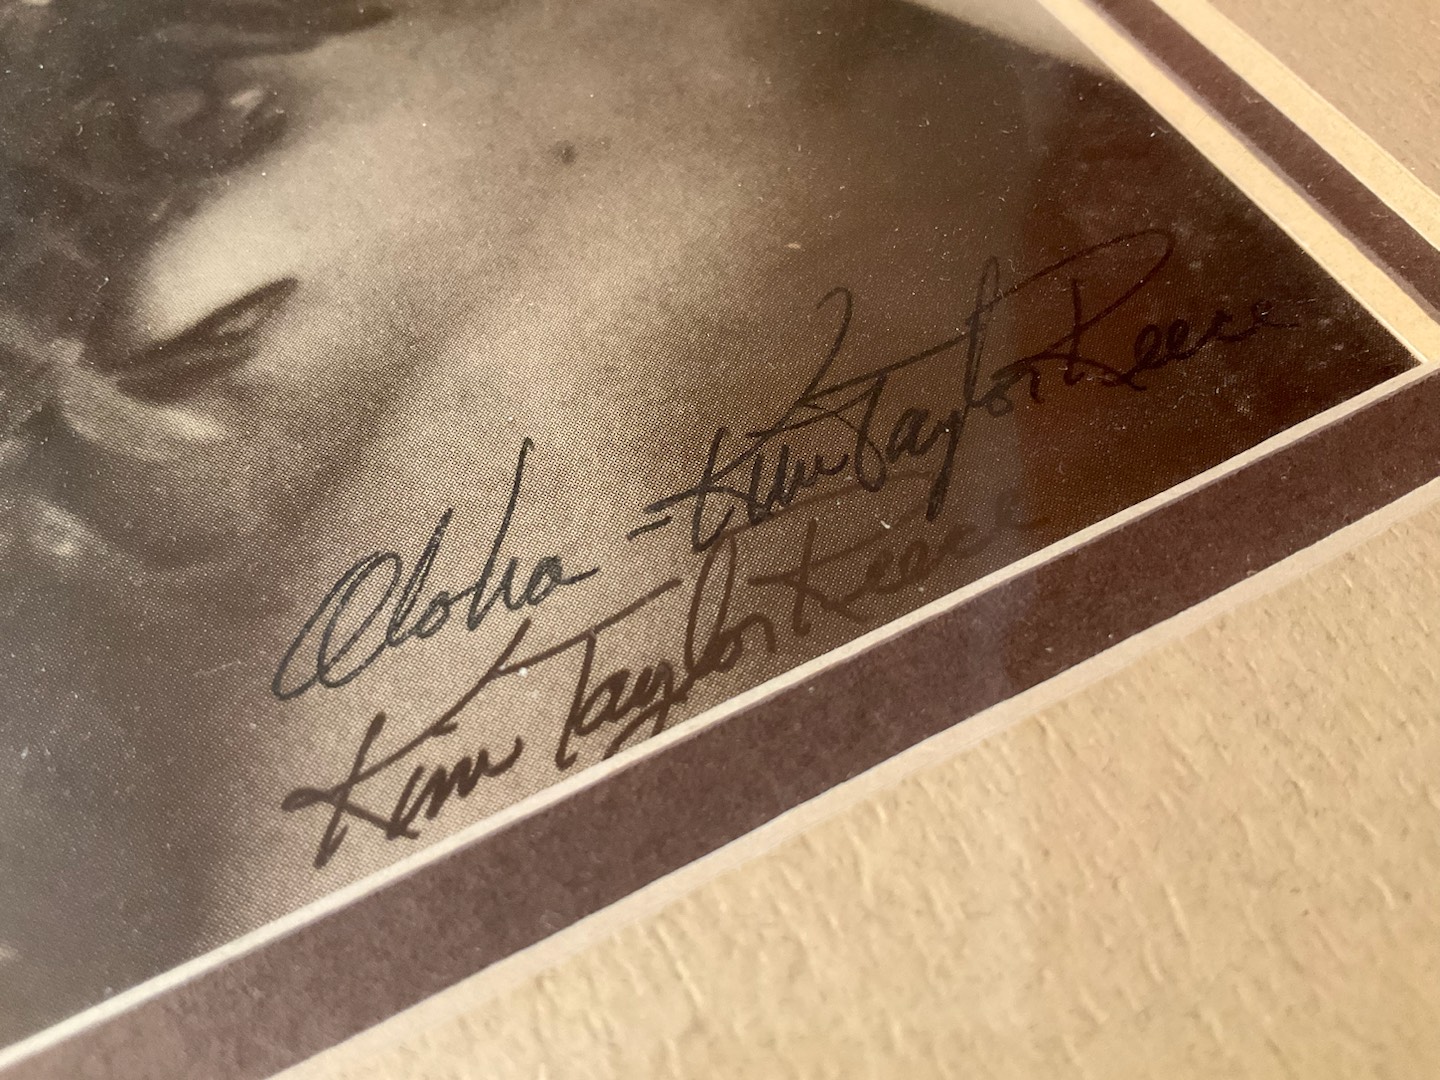 Aloha = Kim Taylor Reece
Kim Taylor Reece